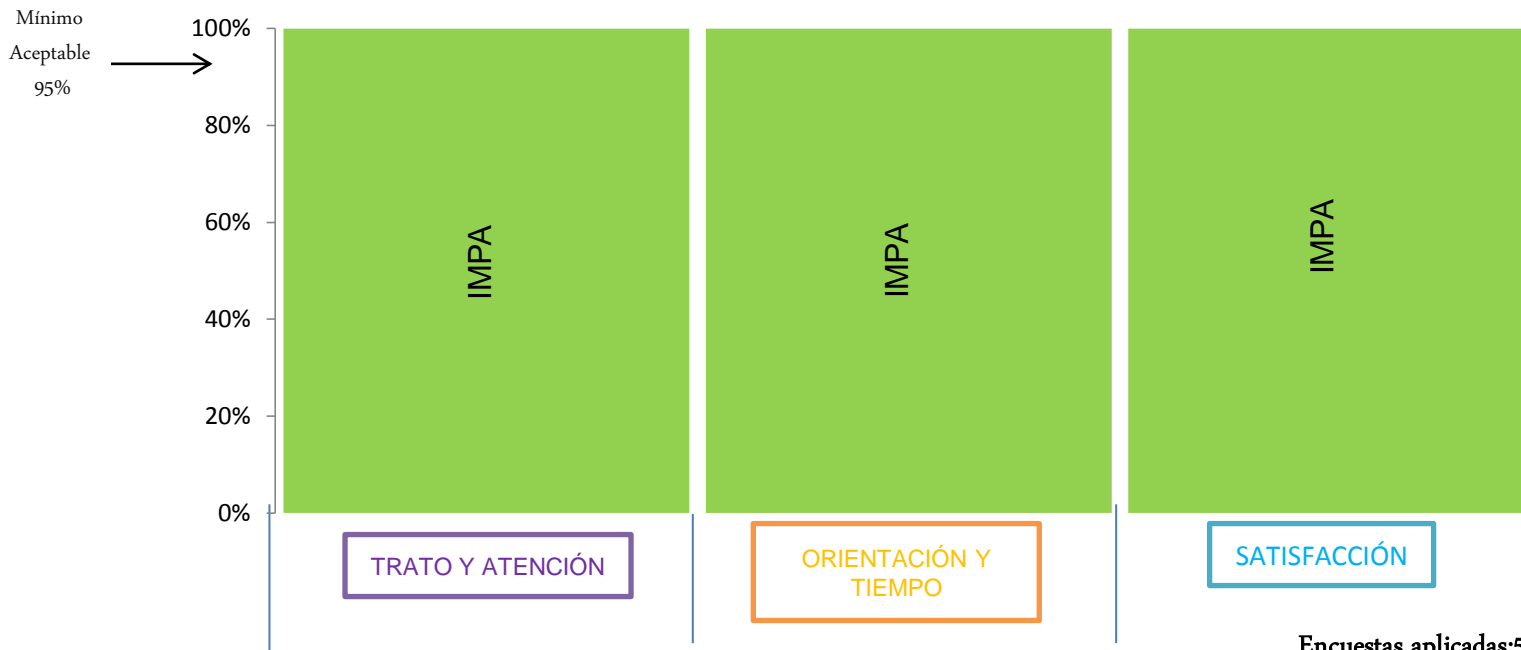 Mínimo
Aceptable
95%
100%
80%
60%
40%
20%
0%
IMPA
IMPA
IMPA
TRATO Y ATENCIÓN
ORIENTACIÓN Y
TIEMPO
SATISFACCIÓN
Encuestas aplicadas:5